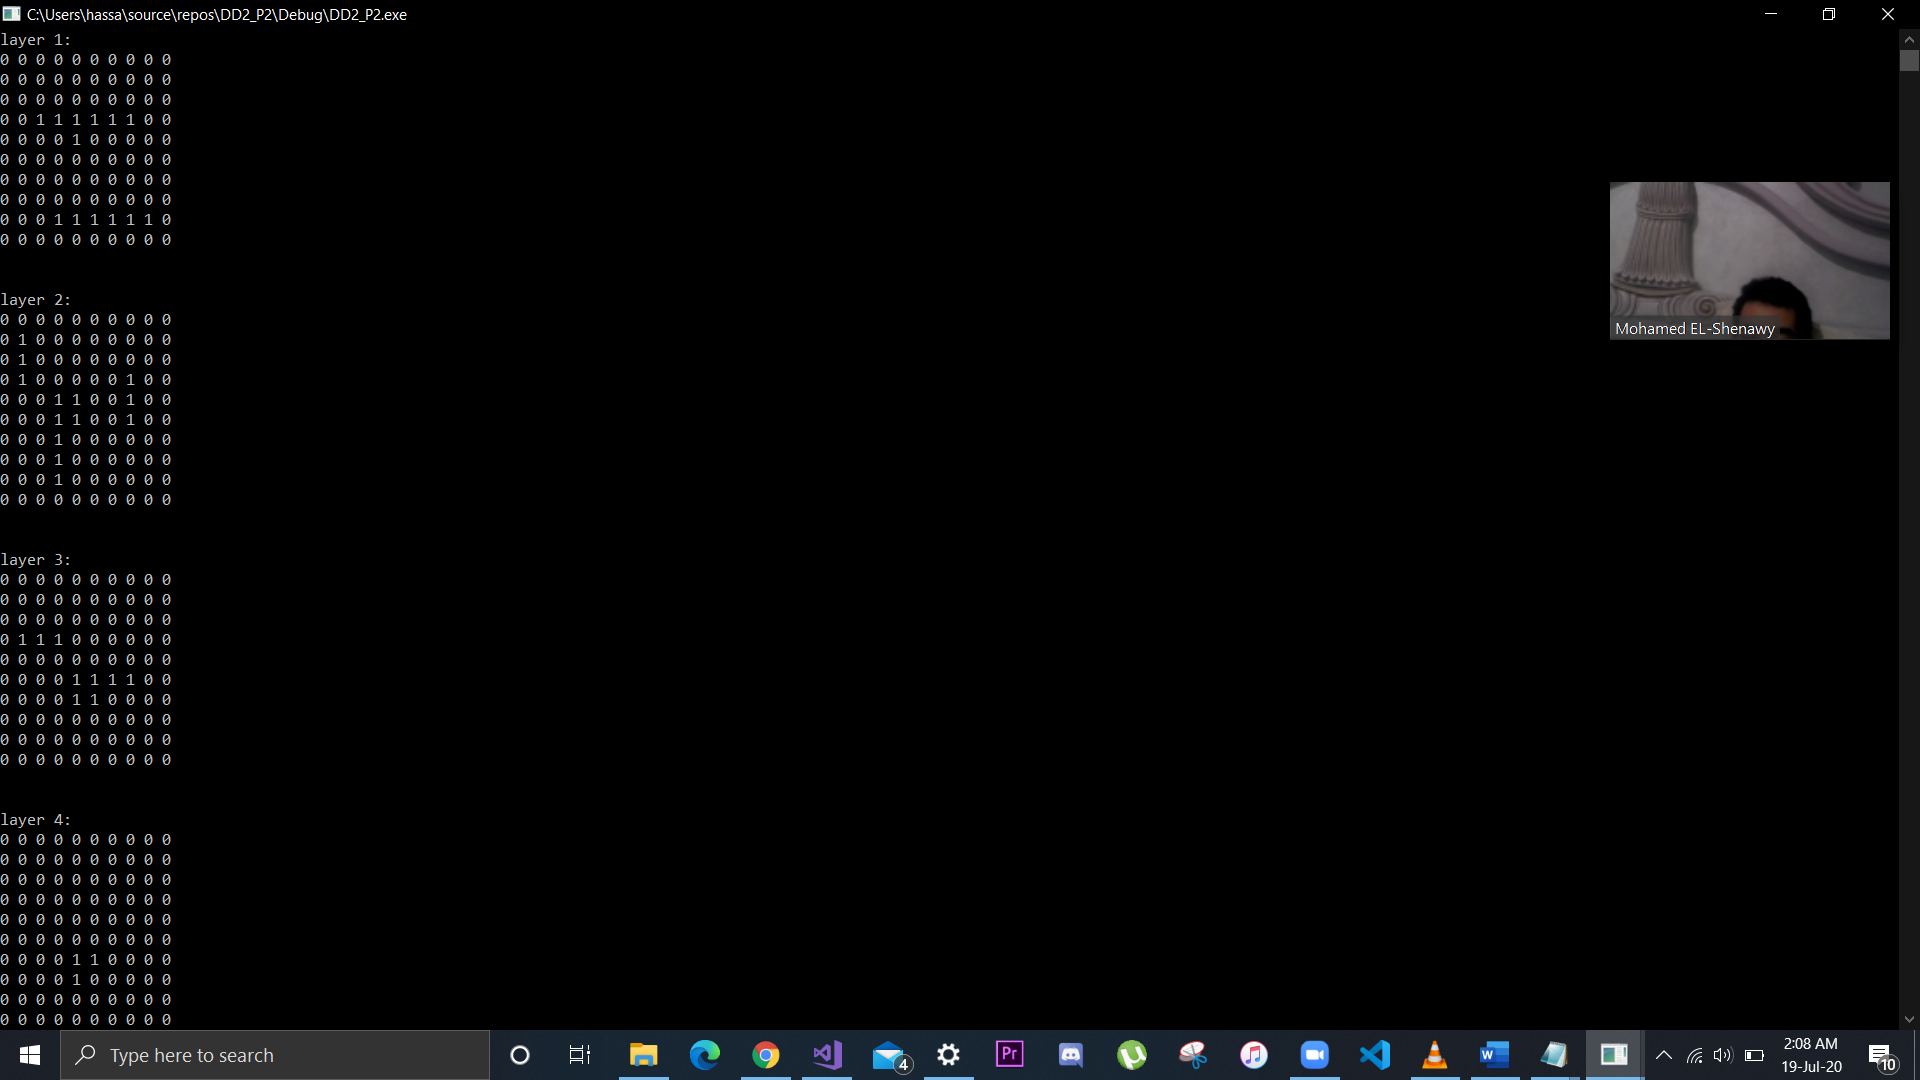 C:\Users\hassa\source\repos\DD2_P2\Debug\DD2_P2.exe
layer 1:
0 0 0 0 0 0 0 0 0 0
0 0 0 0 0 0 0 0 0 0
0 0 0 0 0 0 0 0 0 0
0 0 1 1 1 1 1 1 0 0
0 0 0 0 1 0 0 0 0 0
0 0 0 0 0 0 0 0 0 0
0 0 0 0 0 0 0 0 0 0
0 0 0 0 0 0 0 0 0 0
0 0 0 1 1 1 1 1 1 0
0 0 0 0 0 0 0 0 0 0
layer 2:
0 0 0 0 0 0 0 0 0 0
0 1 0 0 0 0 0 0 0 0
0 1 0 0 0 0 0 0 0 0
0 1 0 0 0 0 0 1 0 0
0 0 0 1 1 0 0 1 0 0
0 0 0 1 1 0 0 1 0 0
0 0 0 1 0 0 0 0 0 0
0 0 0 1 0 0 0 0 0 0
0 0 0 1 0 0 0 0 0 0
0 0 0 0 0 0 0 0 0 0
layer 3:
0 0 0 0 0 0 0 0 0 0
0 0 0 0 0 0 0 0 0 0
0 0 0 0 0 0 0 0 0 0
0 1 1 1 0 0 0 0 0 0
0 0 0 0 0 0 0 0 0 0
0 0 0 0 1 1 1 1 0 0
0 0 0 0 1 1 0 0 0 0
0 0 0 0 0 0 0 0 0 0
0 0 0 0 0 0 0 0 0 0
0 0 0 0 0 0 0 0 0 0
layer 4:
0 0 0 0 0 0 0 0 0 0
0 0 0 0 0 0 0 0 0 0
0 0 0 0 0 0 0 0 0 0
0 0 0 0 0 0 0 0 0 0
0 0 0 0 0 0 0 0 0 0
0 0 0 0 0 0 0 0 0 0
0 0 0 0 1 1 0 0 0 0
0 0 0 0 1 0 0 0 0 0
0 0 0 0 0 0 0 0 0 0
0 0 0 0 0 0 0 0 0 0
Mohamed EL-Shenawy
Type here to search
4
Pr
W
2:08 AM
19-Jul-20
10